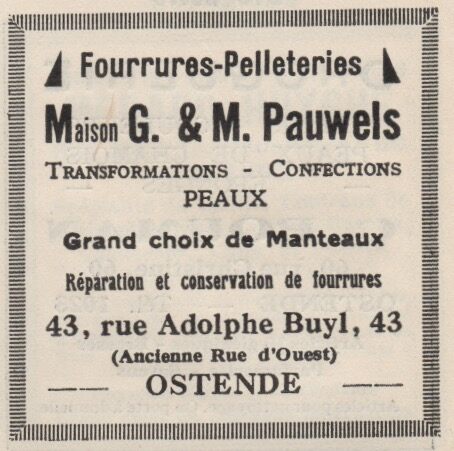 Fourrures-Pelleteries
Maison G. & M. Pauwels
TRANSFORMATIONS - CONFECTIONS
PEAUX
Grand choix de Manteaux
Réparation et conservation de fourrures
43, rue Adolphe Buyl, 43
(Ancienne Rue d'Ouest)
OSTENDE